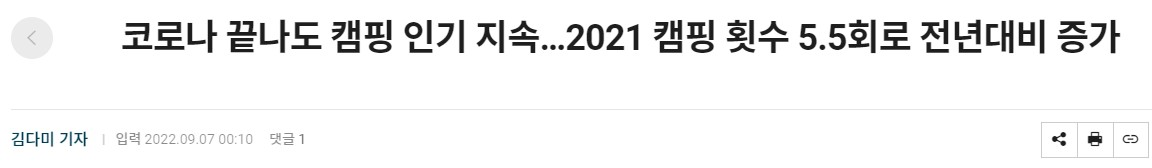 코로나 끝나도 캠핑 인기 지속...2021 캠핑 횟수 5.5회로 전년대비 증가
김다미 기자 | 입력 2022.09.07 00:10 댓글 1